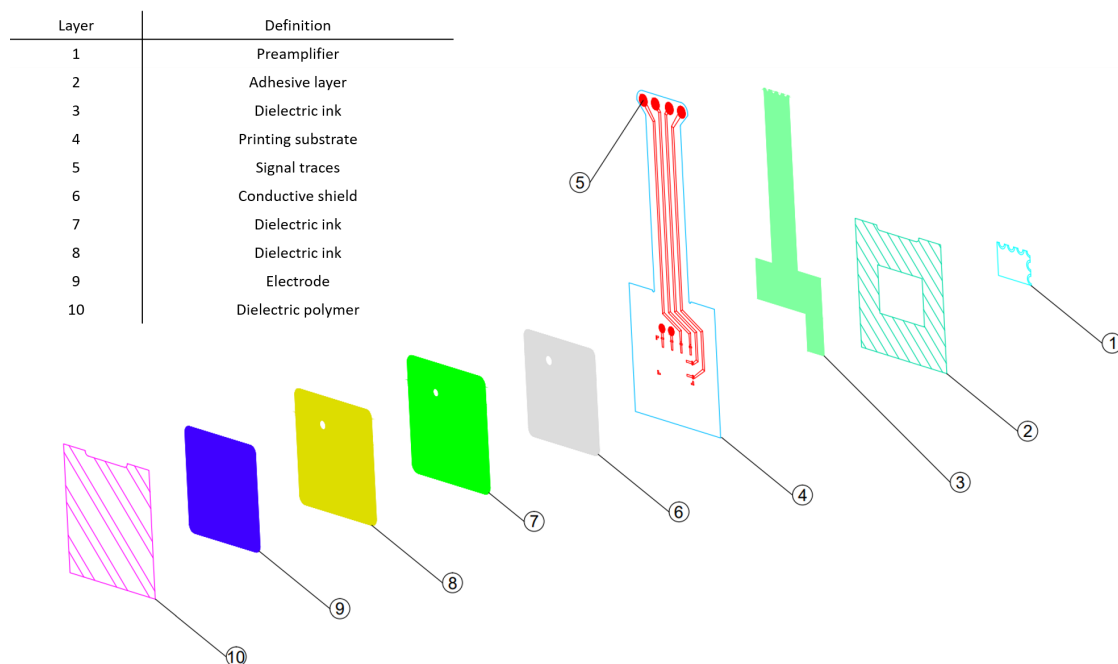 Layer Definition
1 Preamplifier
2 Adhesive layer
3 Dielectric ink
4 Printing substrate
5 Signal traces
6 Conductive shield
7 Dielectric ink
8 Dielectric ink
9 Electrode
10 Dielectric polymer
5
1
2
3
4
6
7
8
9
10